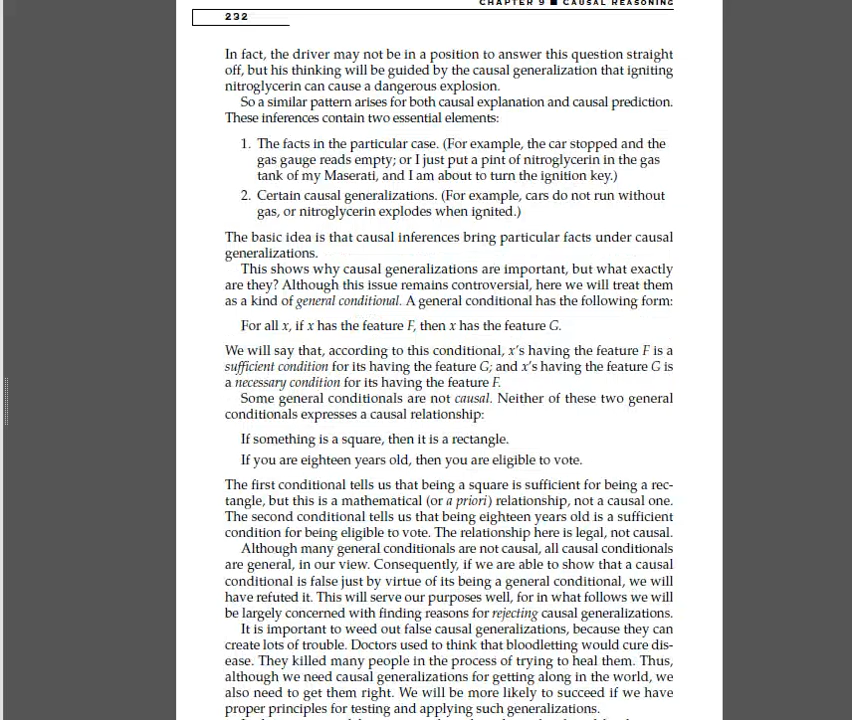 CHAPTER 9 ■ CAUSAL REASONING
232
In fact, the driver may not be in a position to answer this question straight
off, but his thinking will be guided by the causal generalization that igniting
nitroglycerin can cause a dangerous explosion.
So a similar pattern arises for both causal explanation and causal prediction.
These inferences contain two essential elements:
1. The facts in the particular case. (For example, the car stopped and the
gas gauge reads empty; or I just put a pint of nitroglycerin in the gas
tank of my Maserati, and I am about to turn the ignition key.)
2. Certain causal generalizations. (For example, cars do not run without
gas, or nitroglycerin explodes when ignited.)
The basic idea is that causal inferences bring particular facts under causal
generalizations.
This shows why causal generalizations are important, but what exactly
are they? Although this issue remains controversial, here we will treat them
as a kind of general conditional. A general conditional has the following form:
For all x, if x has the feature F, then x has the feature G.
We will say that, according to this conditional, x's having the feature F is a
sufficient condition for its having the feature G; and x's having the feature G is
a necessary condition for its having the feature F.
Some general conditionals are not causal. Neither of these two general
conditionals expresses a causal relationship:
If something is a square, then it is a rectangle.
If you are eighteen years old, then you are eligible to vote.
The first conditional tells us that being a square is sufficient for being a rec-
tangle, but this is a mathematical (or a priori) relationship, not a causal one.
The second conditional tells us that being eighteen years old is a sufficient
condition for being eligible to vote. The relationship here is legal, not causal.
Although many general conditionals are not causal, all causal conditionals
are general, in our view. Consequently, if we are able to show that a causal
conditional is false just by virtue of its being a general conditional, we will
have refuted it. This will serve our purposes well, for in what follows we will
be largely concerned with finding reasons for rejecting causal generalizations.
It is important to weed out false causal generalizations, because they can
create lots of trouble. Doctors used to think that bloodletting would cure dis-
ease. They killed many people in the process of trying to heal them. Thus,
although we need causal generalizations for getting along in the world, we
also need to get them right. We will be more likely to succeed if we have
proper principles for testing and applying such generalizations.